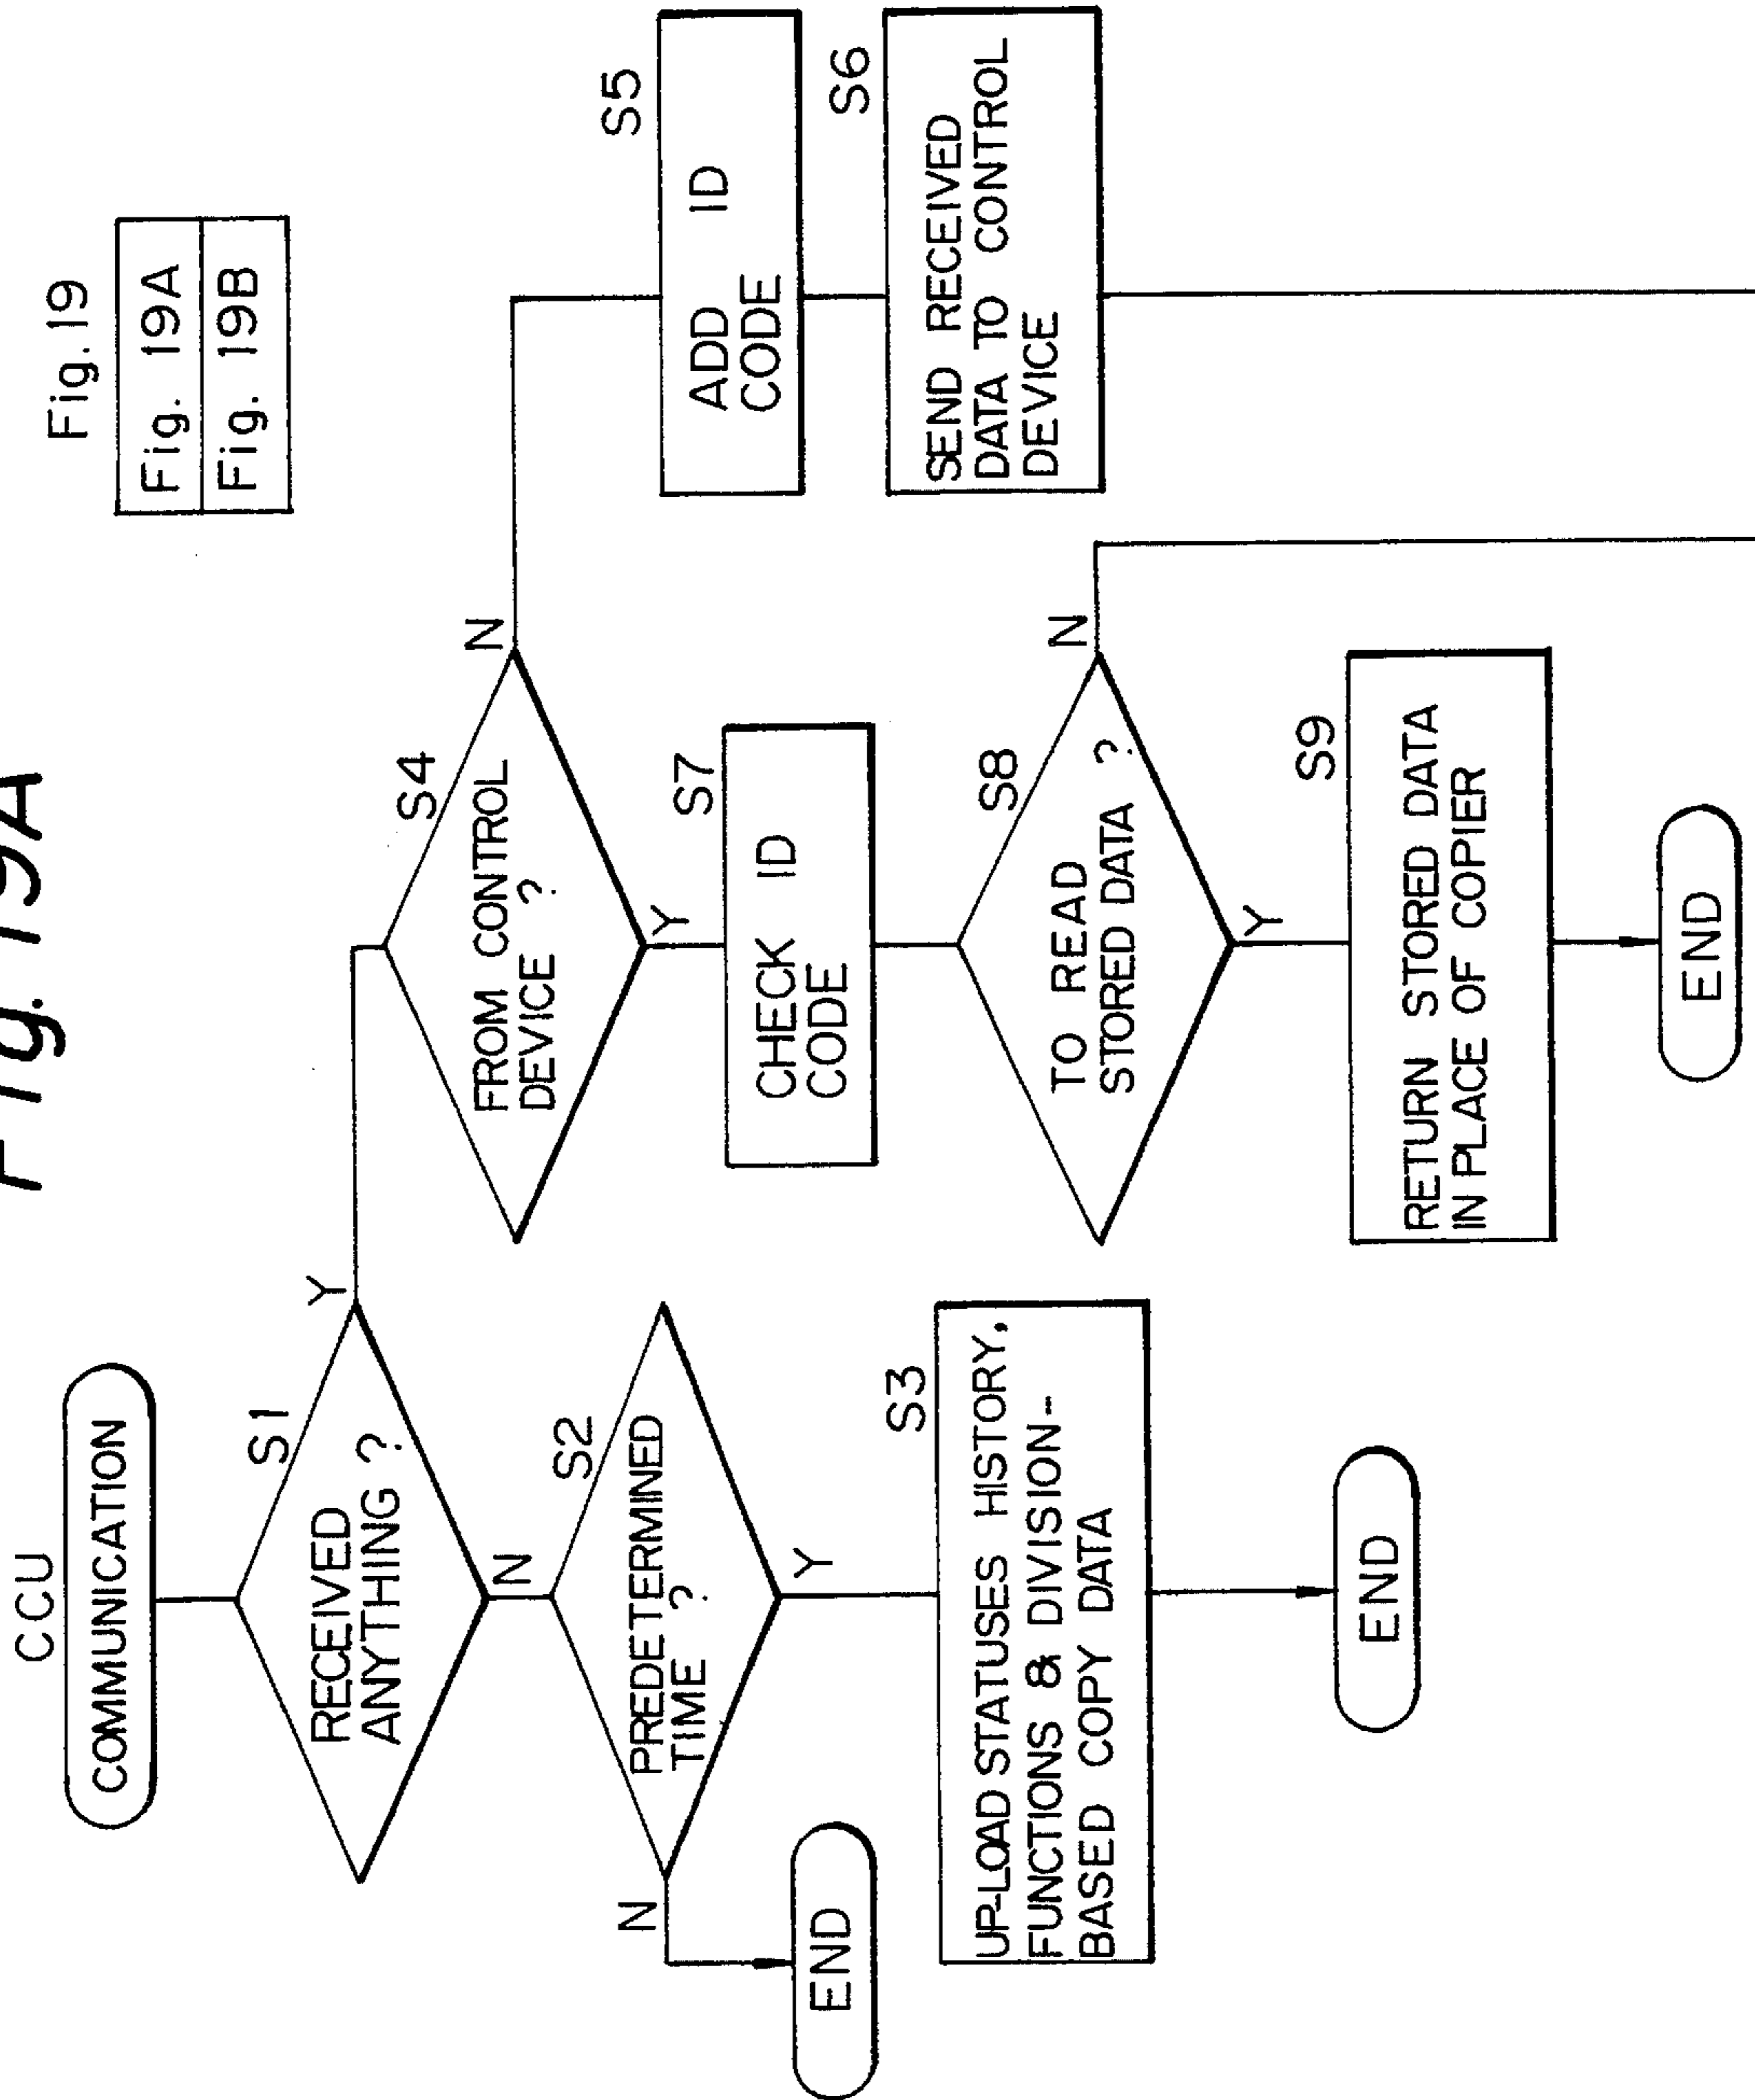 Fig. 19A
Fig. 19
Fig. 19A
Fig. 19B
CCU
COMMUNICATION
S1
RECEIVED
ANYTHING ?
Y
N
S2
PREDETERMINED
TIME ?
N
Y
END
S3
UP-LOAD STATUSES HISTORY,
FUNCTIONS & DIVISION-
BASED COPY DATA
END
S4
FROM CONTROL
DEVICE ?
N
Y
S5
ADD ID
CODE
S6
SEND RECEIVED
DATA TO CONTROL
DEVICE
S7
CHECK ID
CODE
S8
TO READ
STORED DATA ?
N
Y
S9
RETURN STORED DATA
IN PLACE OF COPIER
END